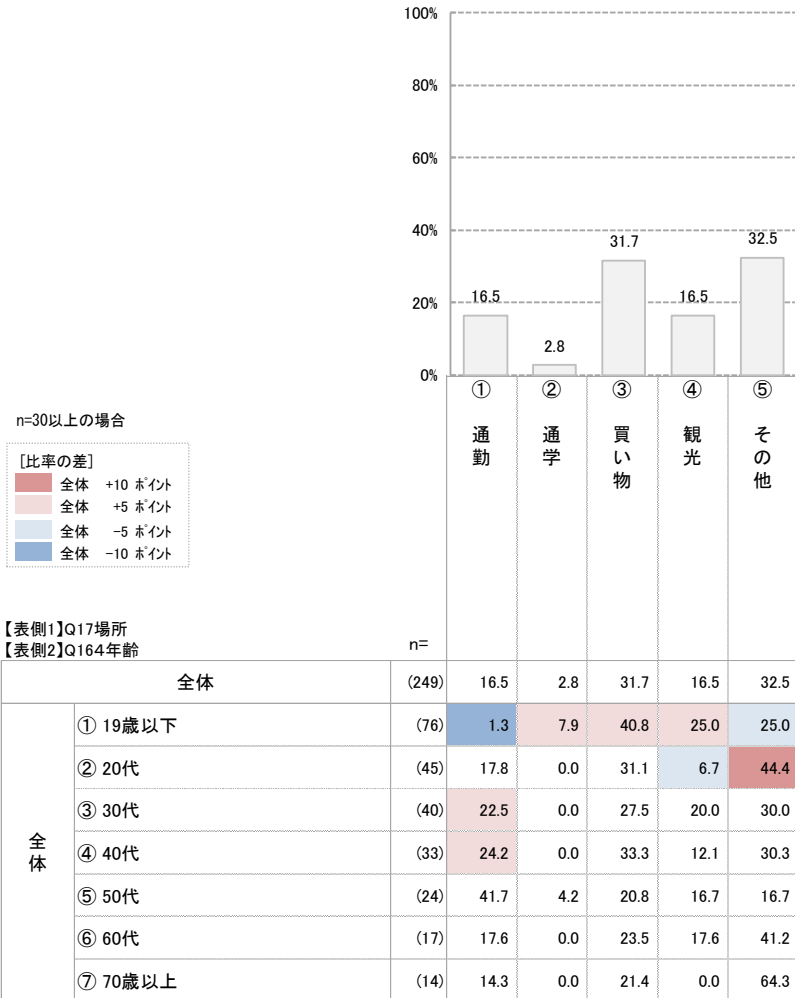 100%
80%
60%
40%
20%
0%
16.5
2.8
31.7
16.5
32.5
① ② ③ ④ ⑤
通勤
通学
買い物
観光
その他
n=30以上の場合
[比率の差]
全体 +10 ポイント
全体 +5 ポイント
全体 -5 ポイント
全体 -10 ポイント
【表側1】Q17場所
【表側2】Q164年齢
n=
全体 (249) 16.5 2.8 31.7 16.5 32.5
全体
① 19歳以下 (76) 1.3 7.9 40.8 25.0 25.0
② 20代 (45) 17.8 0.0 31.1 6.7 44.4
③ 30代 (40) 22.5 0.0 27.5 20.0 30.0
④ 40代 (33) 24.2 0.0 33.3 12.1 30.3
⑤ 50代 (24) 41.7 4.2 20.8 16.7 16.7
⑥ 60代 (17) 17.6 0.0 23.5 17.6 41.2
⑦ 70歳以上 (14) 14.3 0.0 21.4 0.0 64.3